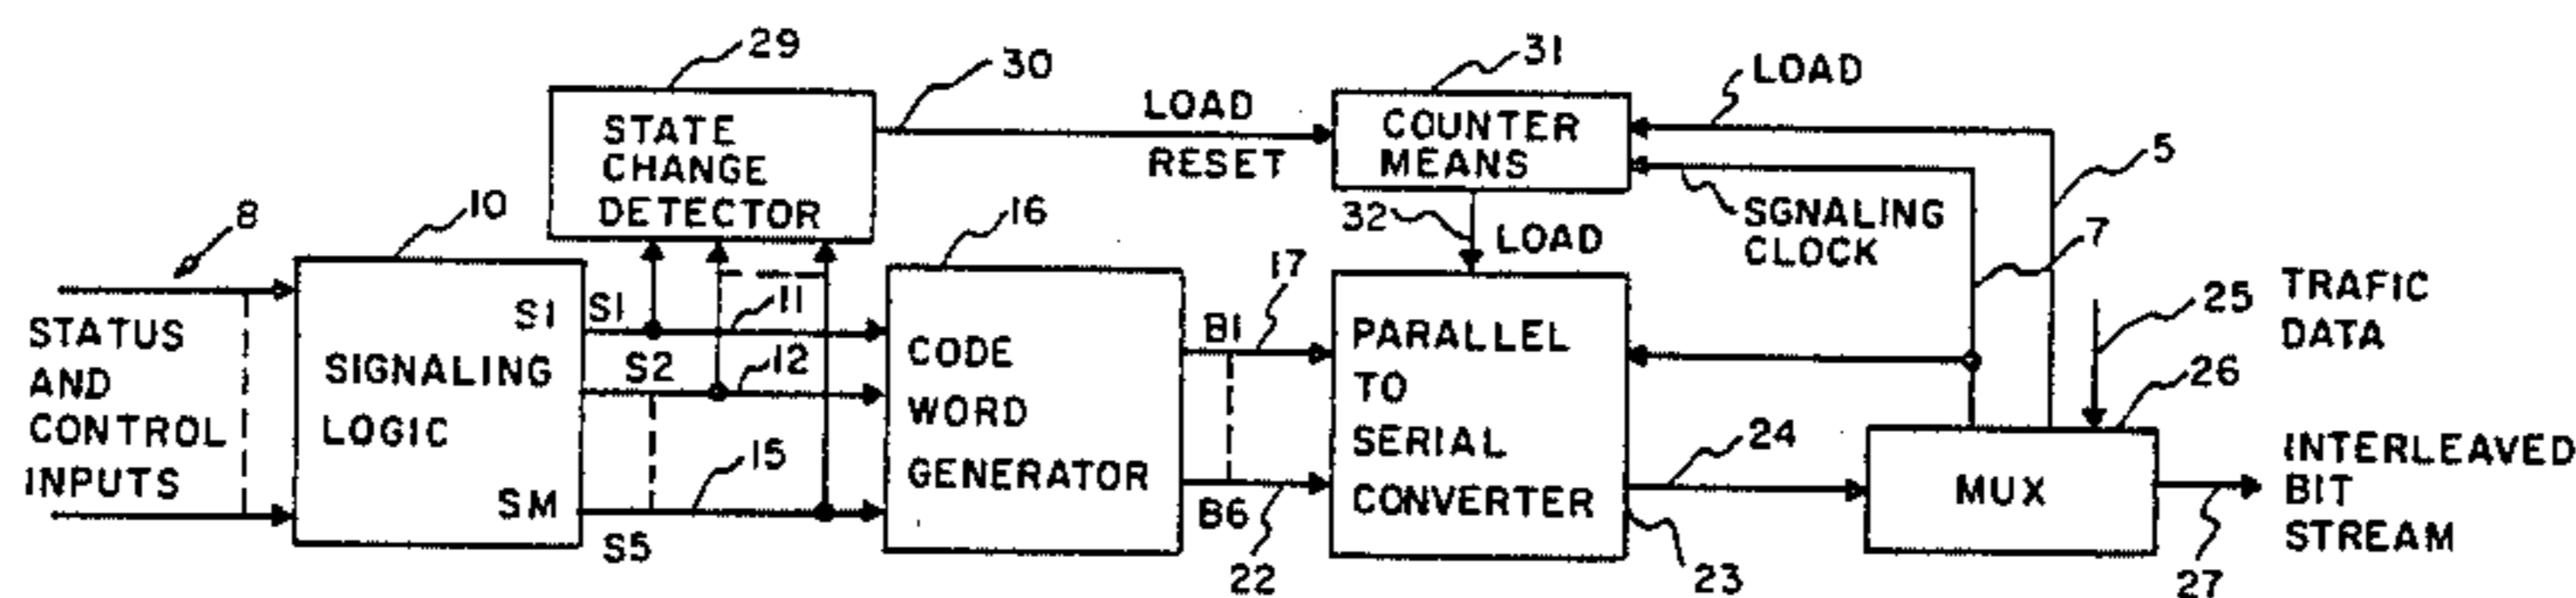 29
30
31
LOAD
STATE
CHANGE
DETECTOR
LOAD
RESET
COUNTER
MEANS
5
8
10
16
32
LOAD
SGNALING
CLOCK
7
17
25
TRAFIC
DATA
STATUS
AND
CONTROL
INPUTS
SIGNALING
LOGIC
S1
S1
11
S2
12
SM
S5
15
CODE
WORD
GENERATOR
B1
B6
22
PARALLEL
TO
SERIAL
CONVERTER
23
24
26
MUX
INTERLEAVED
BIT
STREAM
27